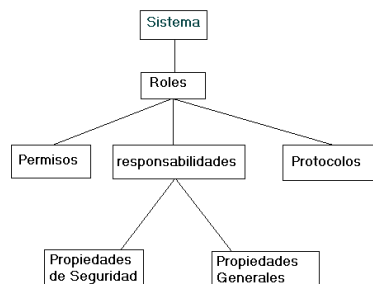 Sistema
Roles
Permisos
responsabilidades
Protocolos
Propiedades
de Seguridad
Propiedades
Generales